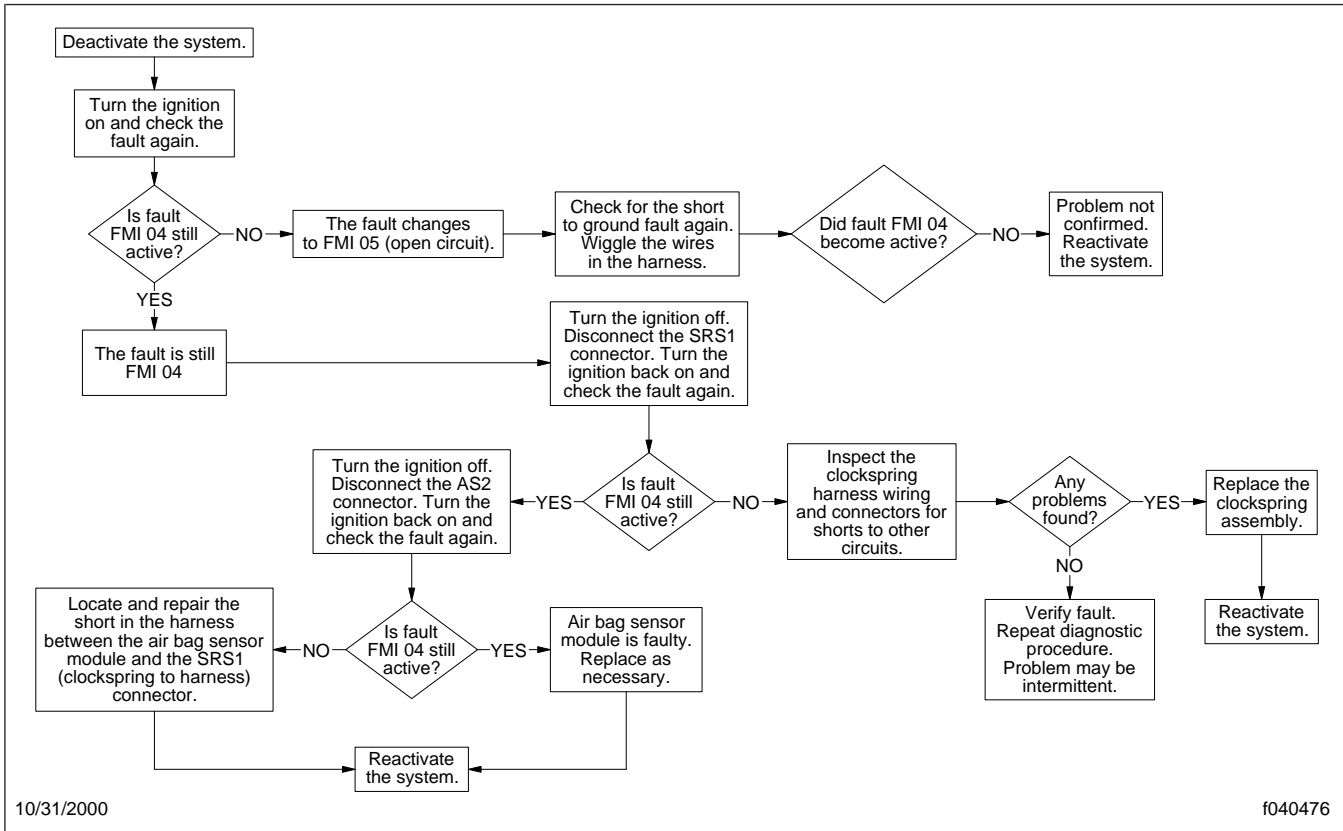 Deactivate the system.
Turn the ignition
on and check the
fault again.
Is fault
FMI 04 still
active?
NO
The fault changes
to FMI 05 (open circuit).
Check for the short
to ground fault again.
Wiggle the wires
in the harness.
Did fault FMI 04
become active?
NO
Problem not
confirmed.
Reactivate
the system.
YES
The fault is still
FMI 04
Turn the ignition off.
Disconnect the SRS1
connector. Turn the
ignition back on and
check the fault again.
Is fault
FMI 04 still
active?
YES
Turn the ignition off.
Disconnect the AS2
connector. Turn the
ignition back on and
check the fault again.
NO
Inspect the
clockspring
harness wiring
and connectors for
shorts to other
circuits.
Any
problems
found?
YES
Replace the
clockspring
assembly.
Reactivate
the system.
NO
Verify fault.
Repeat diagnostic
procedure.
Problem may be
intermittent.
Is fault
FMI 04 still
active?
NO
Locate and repair the
short in the harness
between the air bag sensor
module and the SRS1
(clockspring to harness)
connector.
YES
Air bag sensor
module is faulty.
Replace as
necessary.
Reactivate
the system.
10/31/2000
f040476